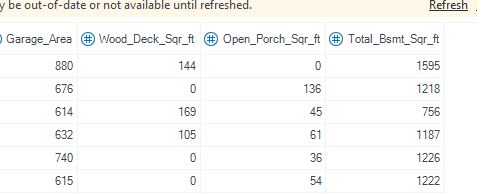 y be out-of-date or not available until refreshed. Refresh
Garage_Area Wood_Deck_Sqr_ft Open_Porch_Sqr_ft Total_Bsmt_Sqr_ft
880 144 0 1595
676 0 136 1218
614 169 45 756
632 105 61 1187
740 0 36 1226
615 0 54 1222